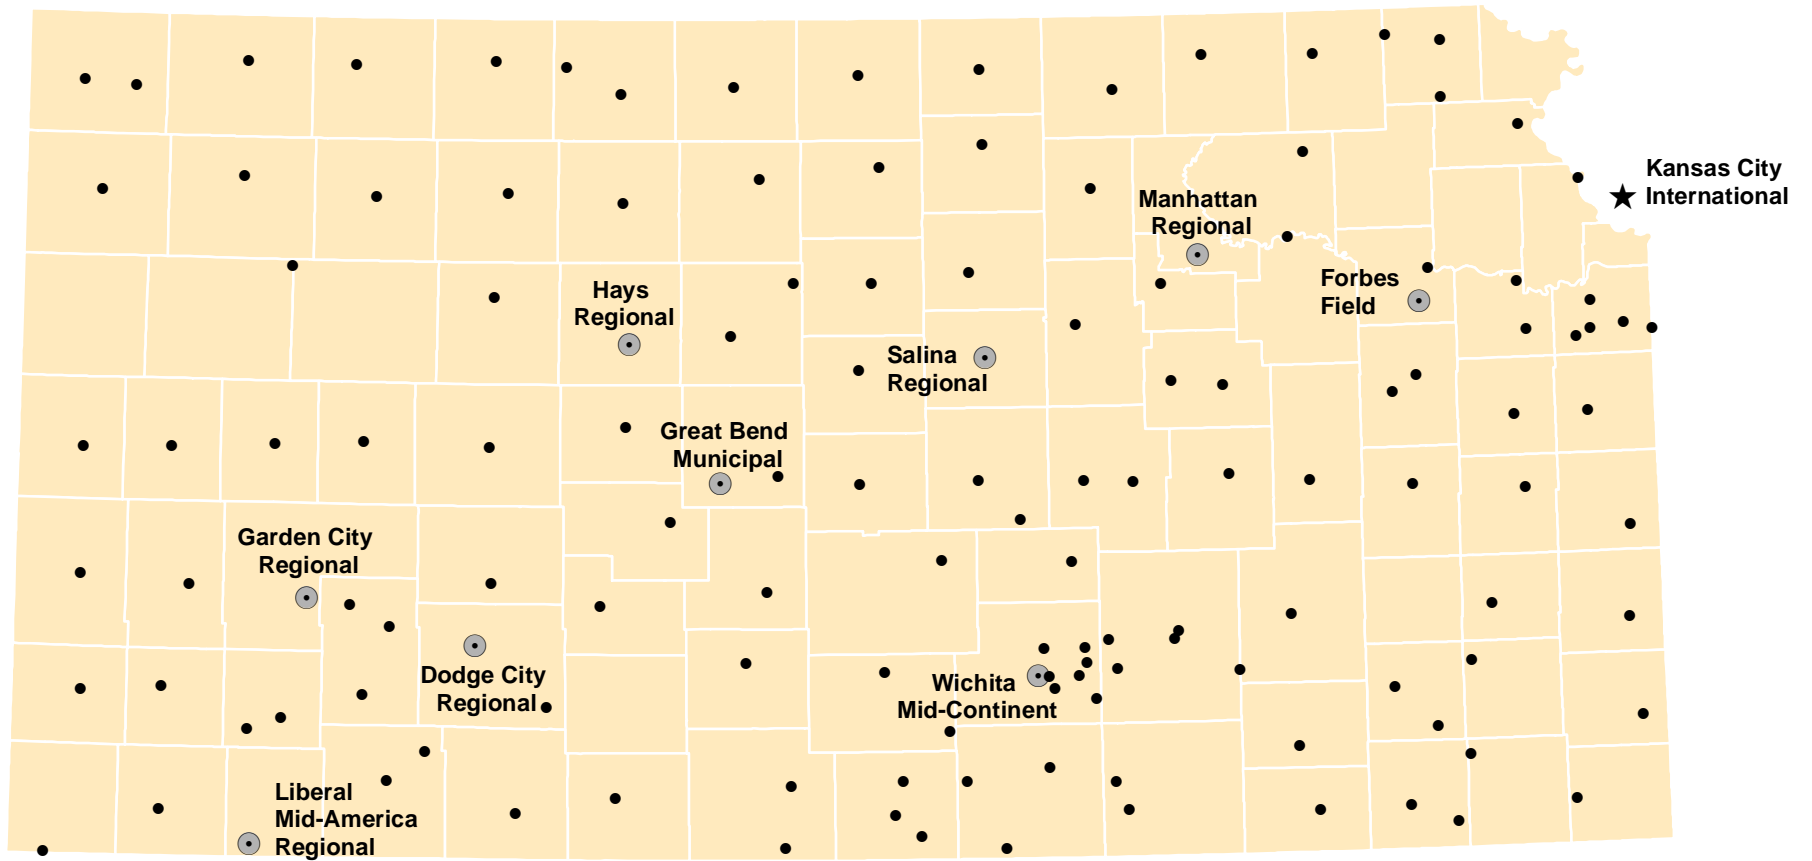 Kansas City
International
Manhattan
Regional
Forbes
Field
Hays
Regional
Salina
Regional
Great Bend
Municipal
Garden City
Regional
Dodge City
Regional
Wichita
Mid-Continent
Liberal
Mid-America
Regional